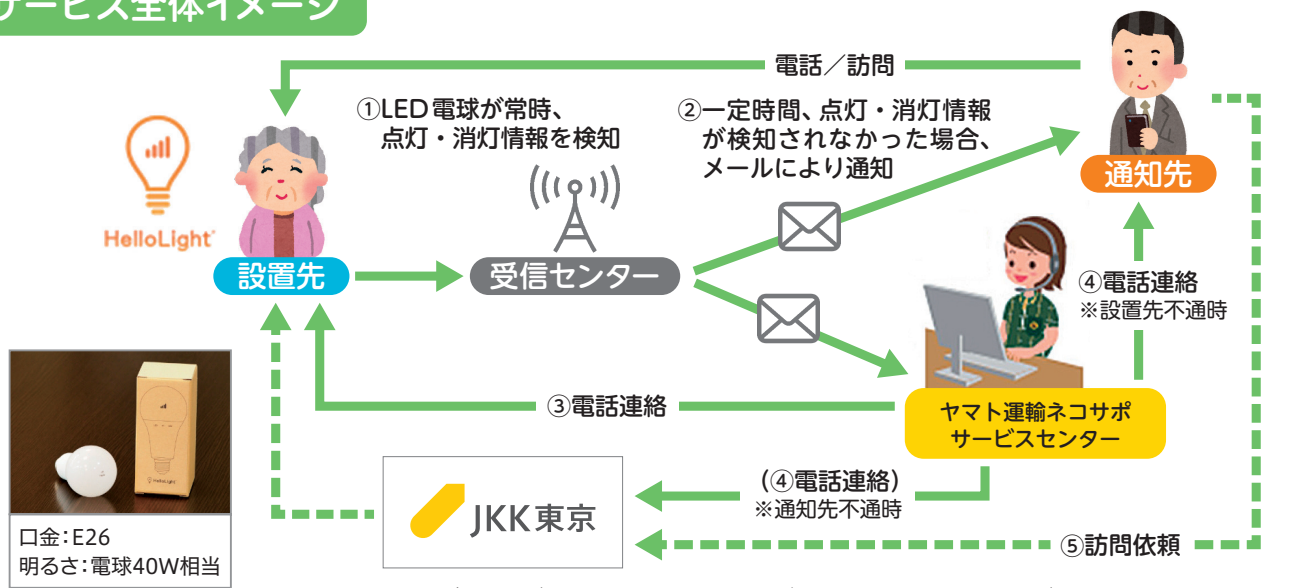 サービス全体イメージ
電話／訪問
①LED電球が常時、
点灯・消灯情報を検知
②一定時間、点灯・消灯情報
が検知されなかった場合、
メールにより通知
HelloLight
設置先
受信センター
通知先
④電話連絡
※設置先不通時
③電話連絡
ヤマト運輸ネコサポ
サービスセンター
（④電話連絡）
※通知先不通時
JKK東京
⑤訪問依頼
HelloLight
口金：E26
明るさ：電球40W相当